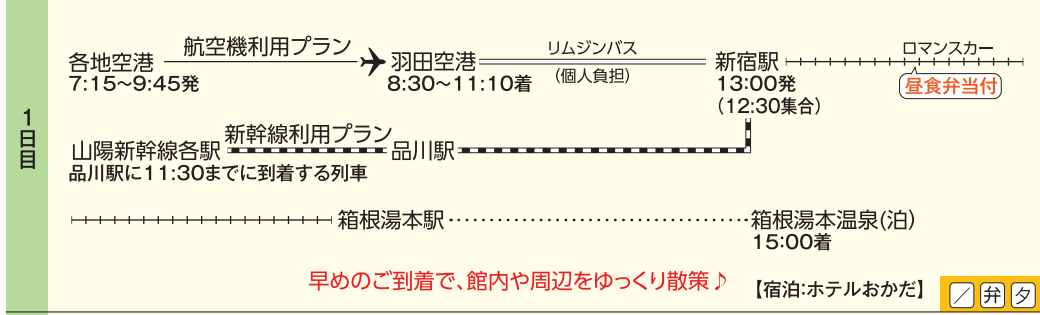 1日目
各地空港
7:15〜9:45発
航空機利用プラン
羽田空港
8:30〜11:10着
リムジンバス
(個人負担)
新宿駅
13:00発
(12:30集合)
ロマンスカー
昼食弁当付
山陽新幹線各駅
品川駅に11:30までに到着する列車
新幹線利用プラン
品川駅
箱根湯本駅
箱根湯本温泉(泊)
15:00着
早めのご到着で、館内や周辺をゆっくり散策♪
【宿泊:ホテルおかだ】
／ 弁 夕